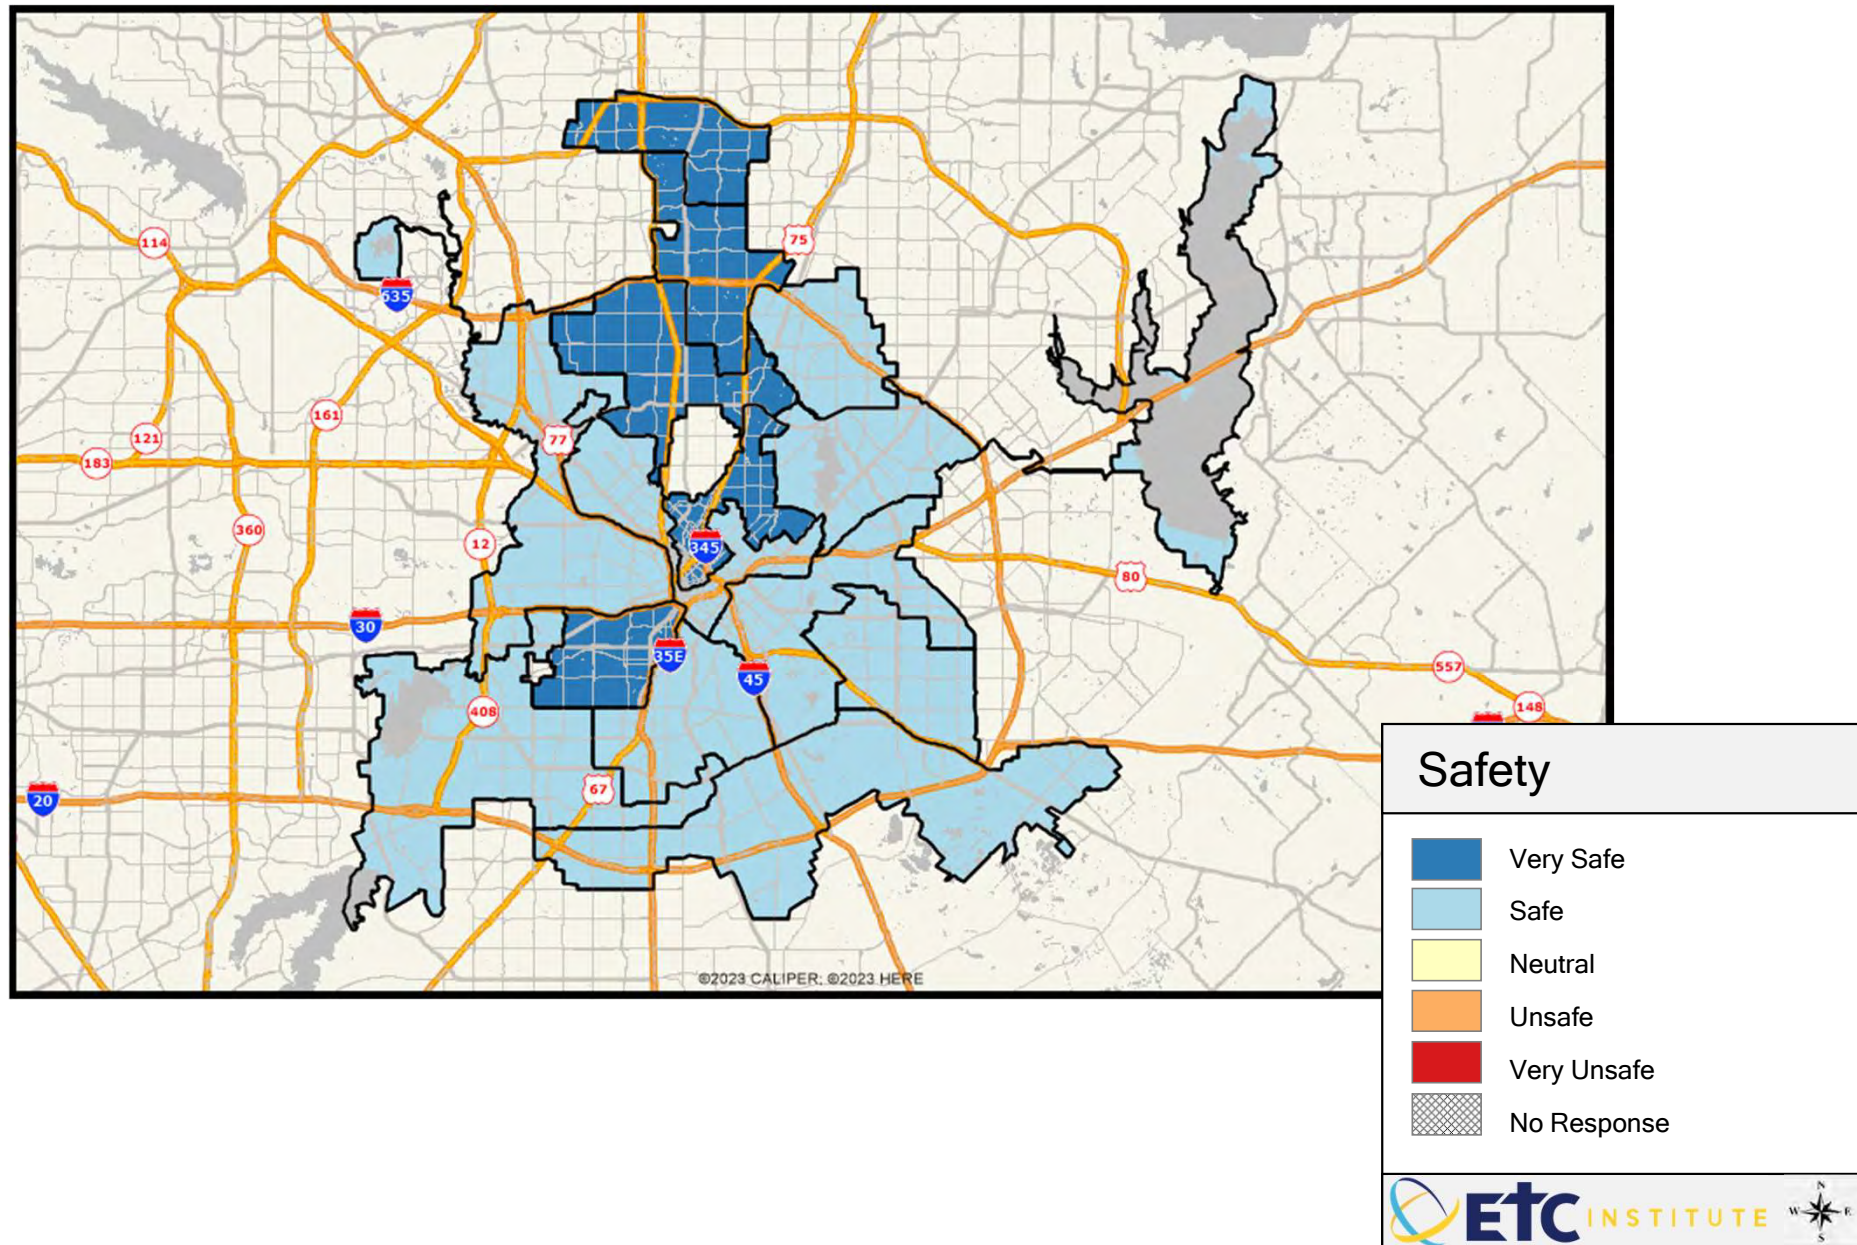 114
635
75
161
121
183
77
360
12
345
80
30
35E
45
557
408
148
67
20
©2023 CALIPER; ©2023 HERE
Safety
Very Safe
Safe
Neutral
Unsafe
Very Unsafe
No Response
ETC INSTITUTE
N
W E
S